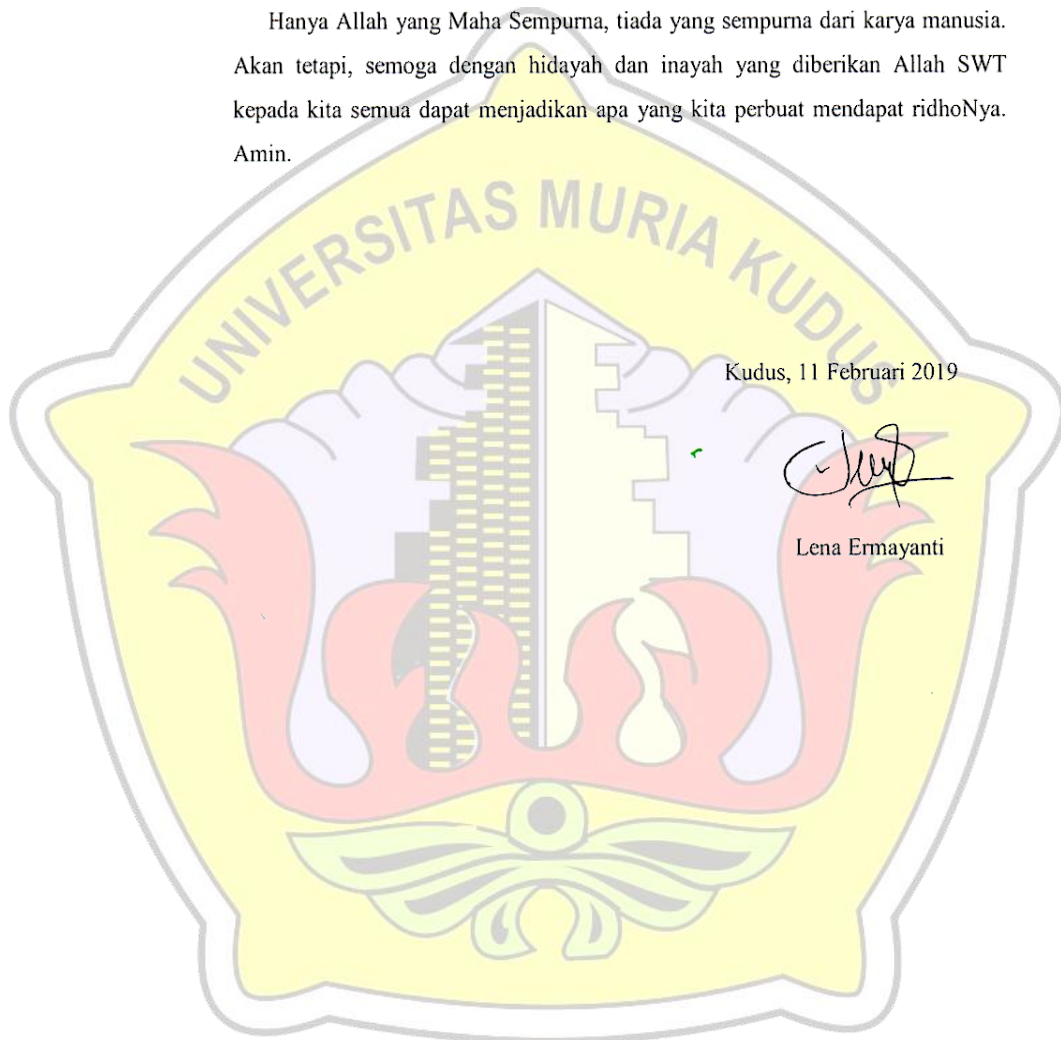 Hanya Allah yang Maha Sempurna, tiada yang sempurna dari karya manusia.
Akan tetapi, semoga dengan hidayah dan inayah yang diberikan Allah SWT
kepada kita semua dapat menjadikan apa yang kita perbuat mendapat ridhoNya.
Amin.
UNIVERSITAS MURIA KUDUS
Kudus, 11 Februari 2019
Lena Ermayanti